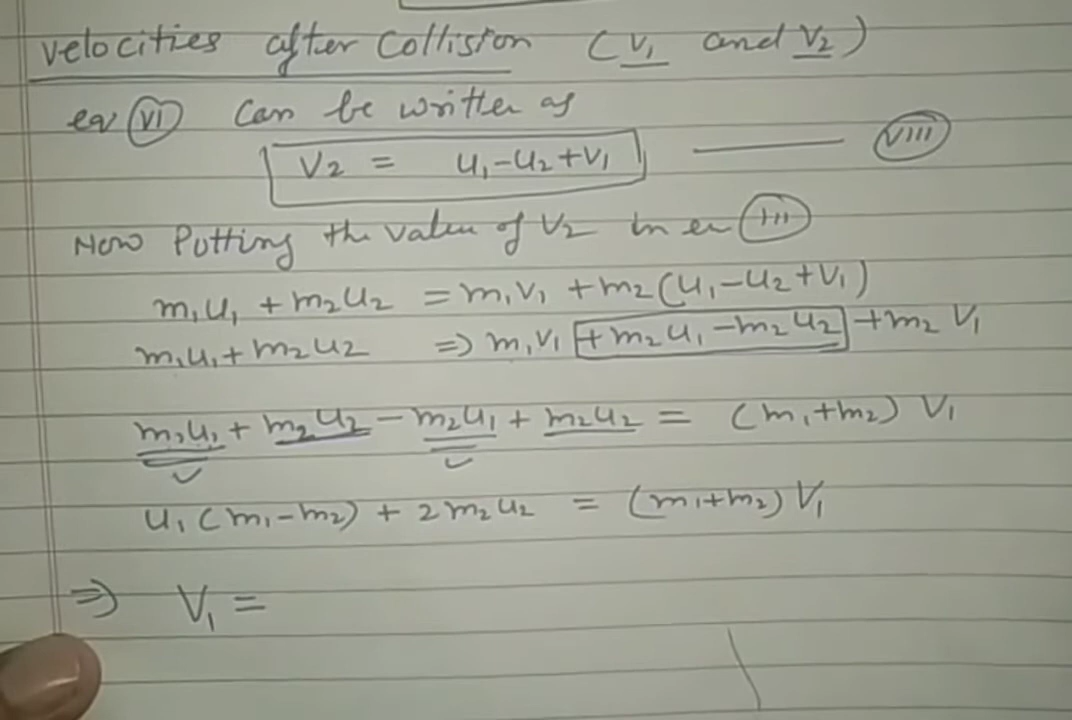 velocities after Collision (V₁ and V₂)
eq (VI) Can be written as
V₂ = u₁-u₂+V₁ —— (VIII)
Now Putting the value of V₂ in eq (III)
m₁u₁ + m₂u₂ = m₁V₁ + m₂(u₁-u₂+V₁)
m₁u₁ + m₂u₂ => m₁V₁ + m₂u₁ - m₂u₂ + m₂V₁
m₁u₁ + m₂u₂ - m₂u₁ + m₂u₂ = (m₁+m₂) V₁
u₁(m₁-m₂) + 2m₂u₂ = (m₁+m₂) V₁
=> V₁ =